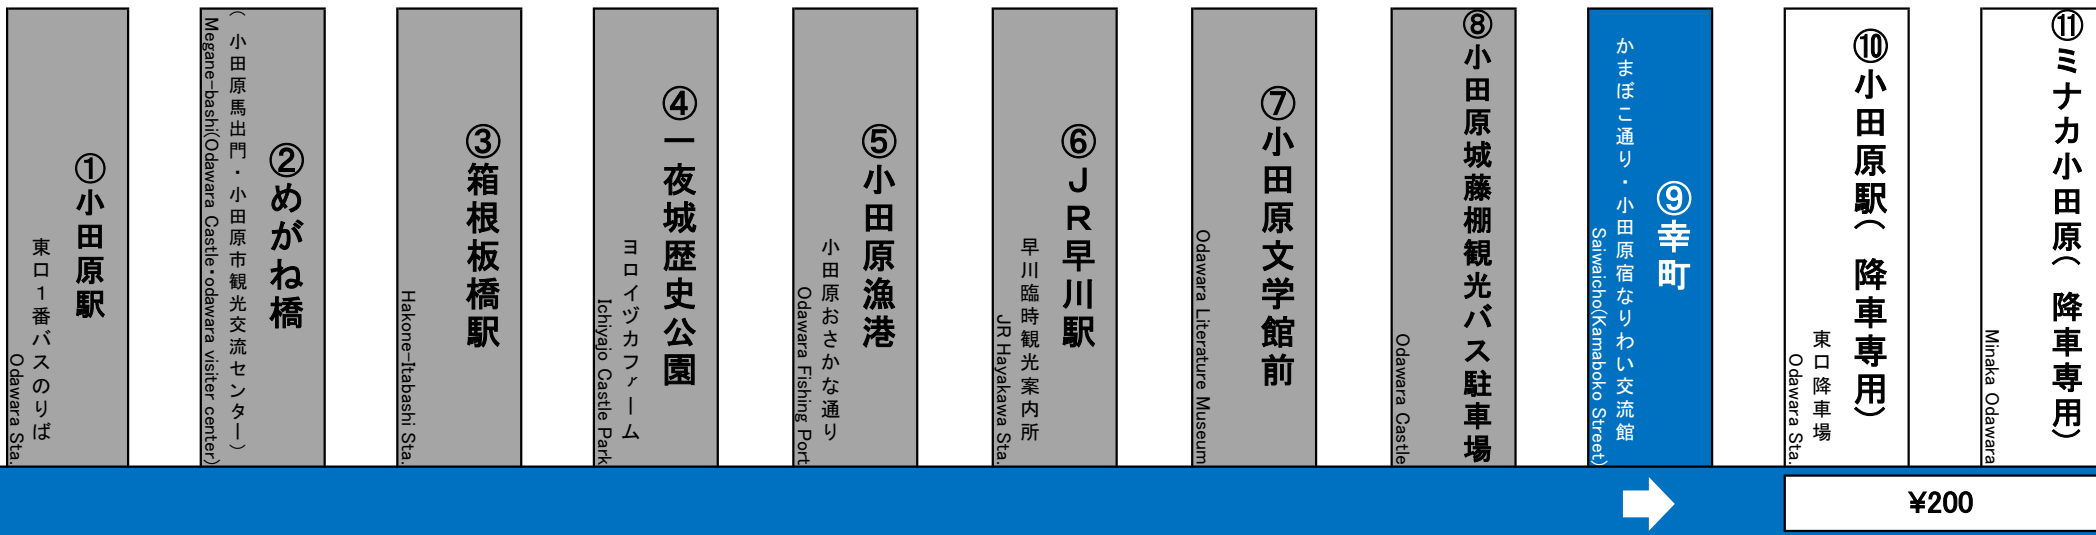 ①小田原駅
東口1番バスのりば
Odawara Sta.
②めがね橋
（小田原馬出門・小田原市観光交流センター）
Megane-bashi(Odawara Castle・odawara visitor center)
③箱根板橋駅
Hakone-Itabashi Sta.
④一夜城歴史公園
ヨロイヅカファーム
Ichiyajo Castle Park
⑤小田原漁港
小田原おさかな通り
Odawara Fishing Port
⑥JR早川駅
早川臨時観光案内所
JR Hayakawa Sta.
⑦小田原文学館前
Odawara Literature Museum
⑧小田原城藤棚観光バス駐車場
Odawara Castle
⑨幸町
かまぼこ通り・小田原宿なりわい交流館
Saiwaicho(Kamaboko Street)
⑩小田原駅（降車専用）
東口降車場
Odawara Sta.
⑪ミナカ小田原（降車専用）
Minaka Odawara
¥200